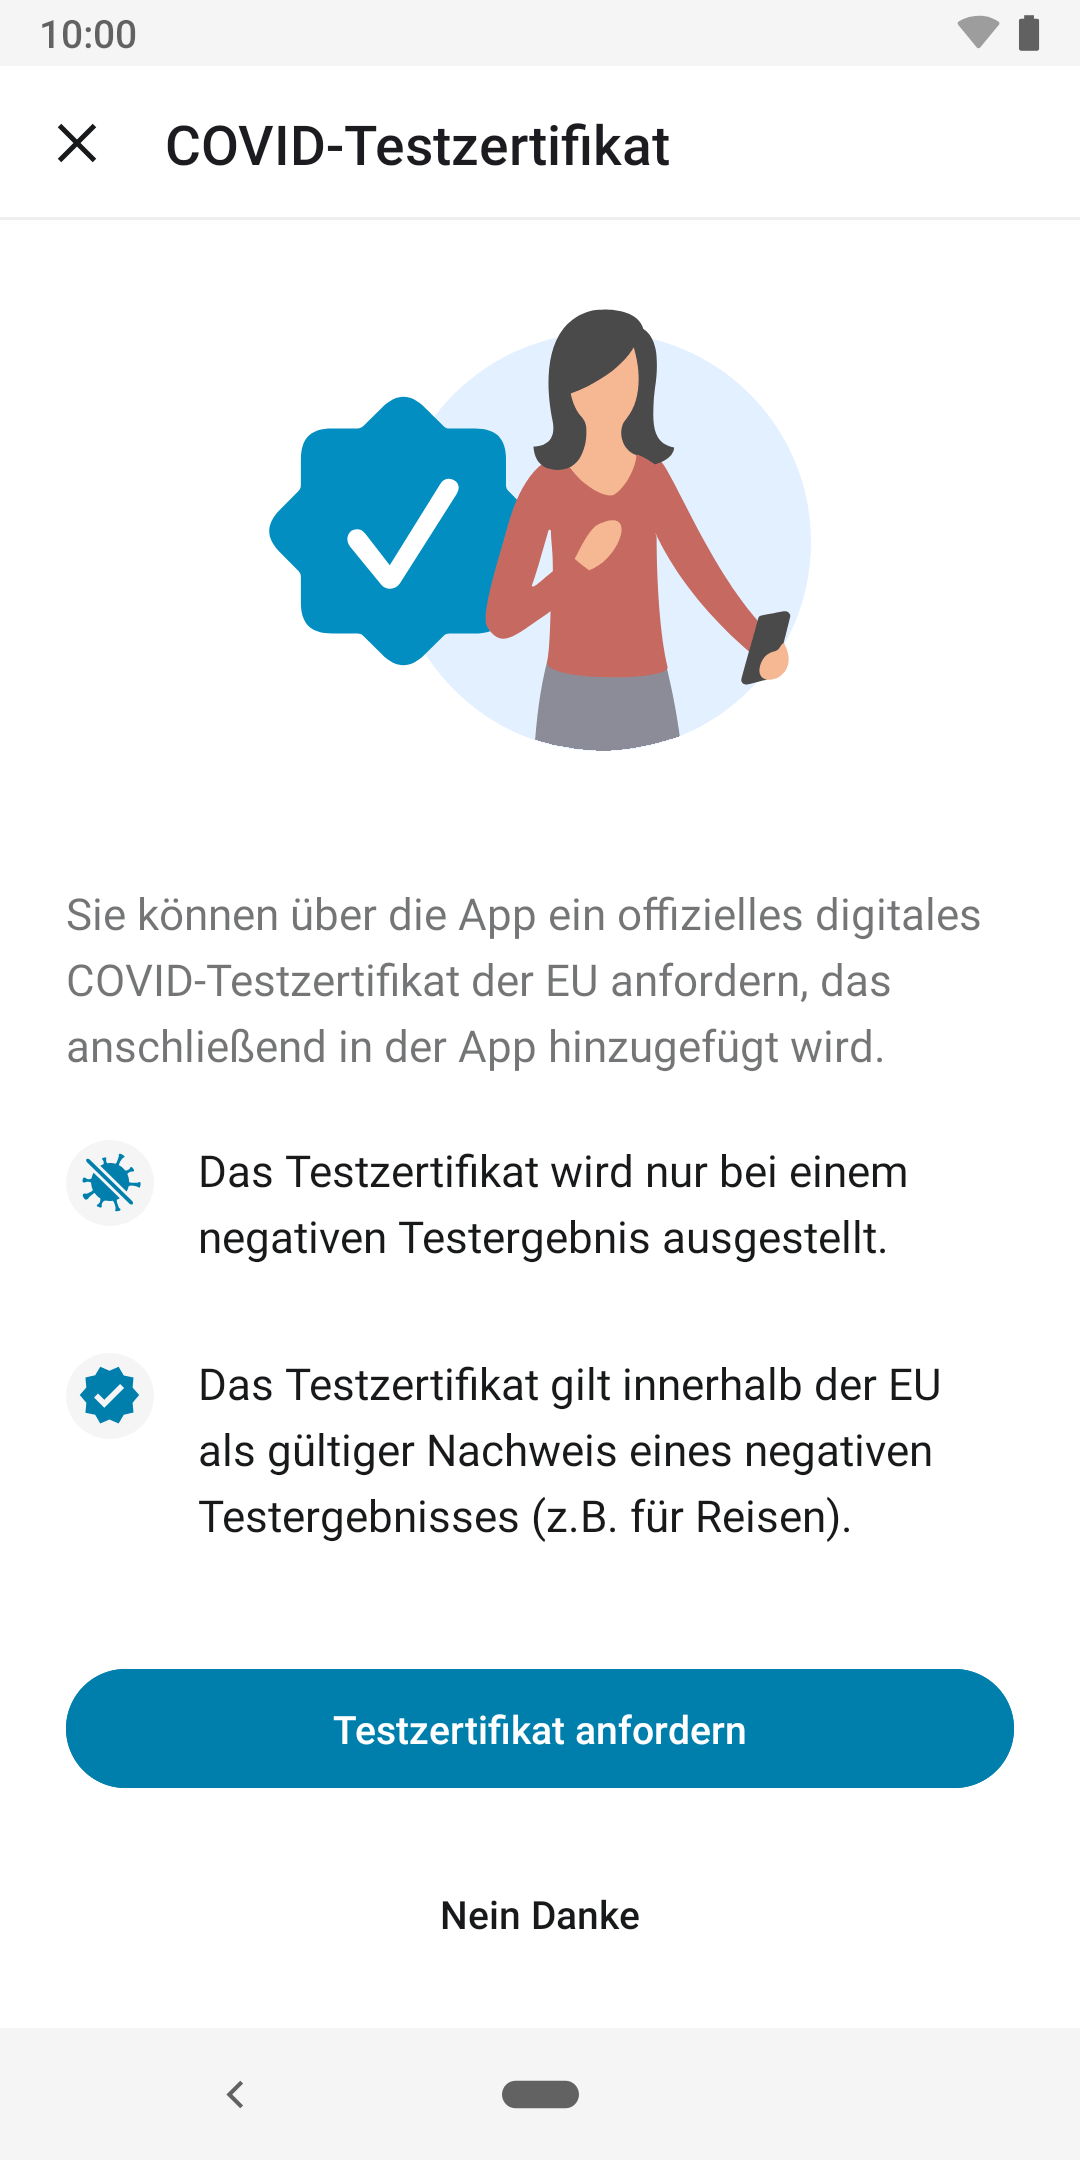 10:00
COVID-Testzertifikat
Sie können über die App ein offizielles digitales
COVID-Testzertifikat der EU anfordern, das
anschließend in der App hinzugefügt wird.
Das Testzertifikat wird nur bei einem
negativen Testergebnis ausgestellt.
Das Testzertifikat gilt innerhalb der EU
als gültiger Nachweis eines negativen
Testergebnisses (z.B. für Reisen).
Testzertifikat anfordern
Nein Danke